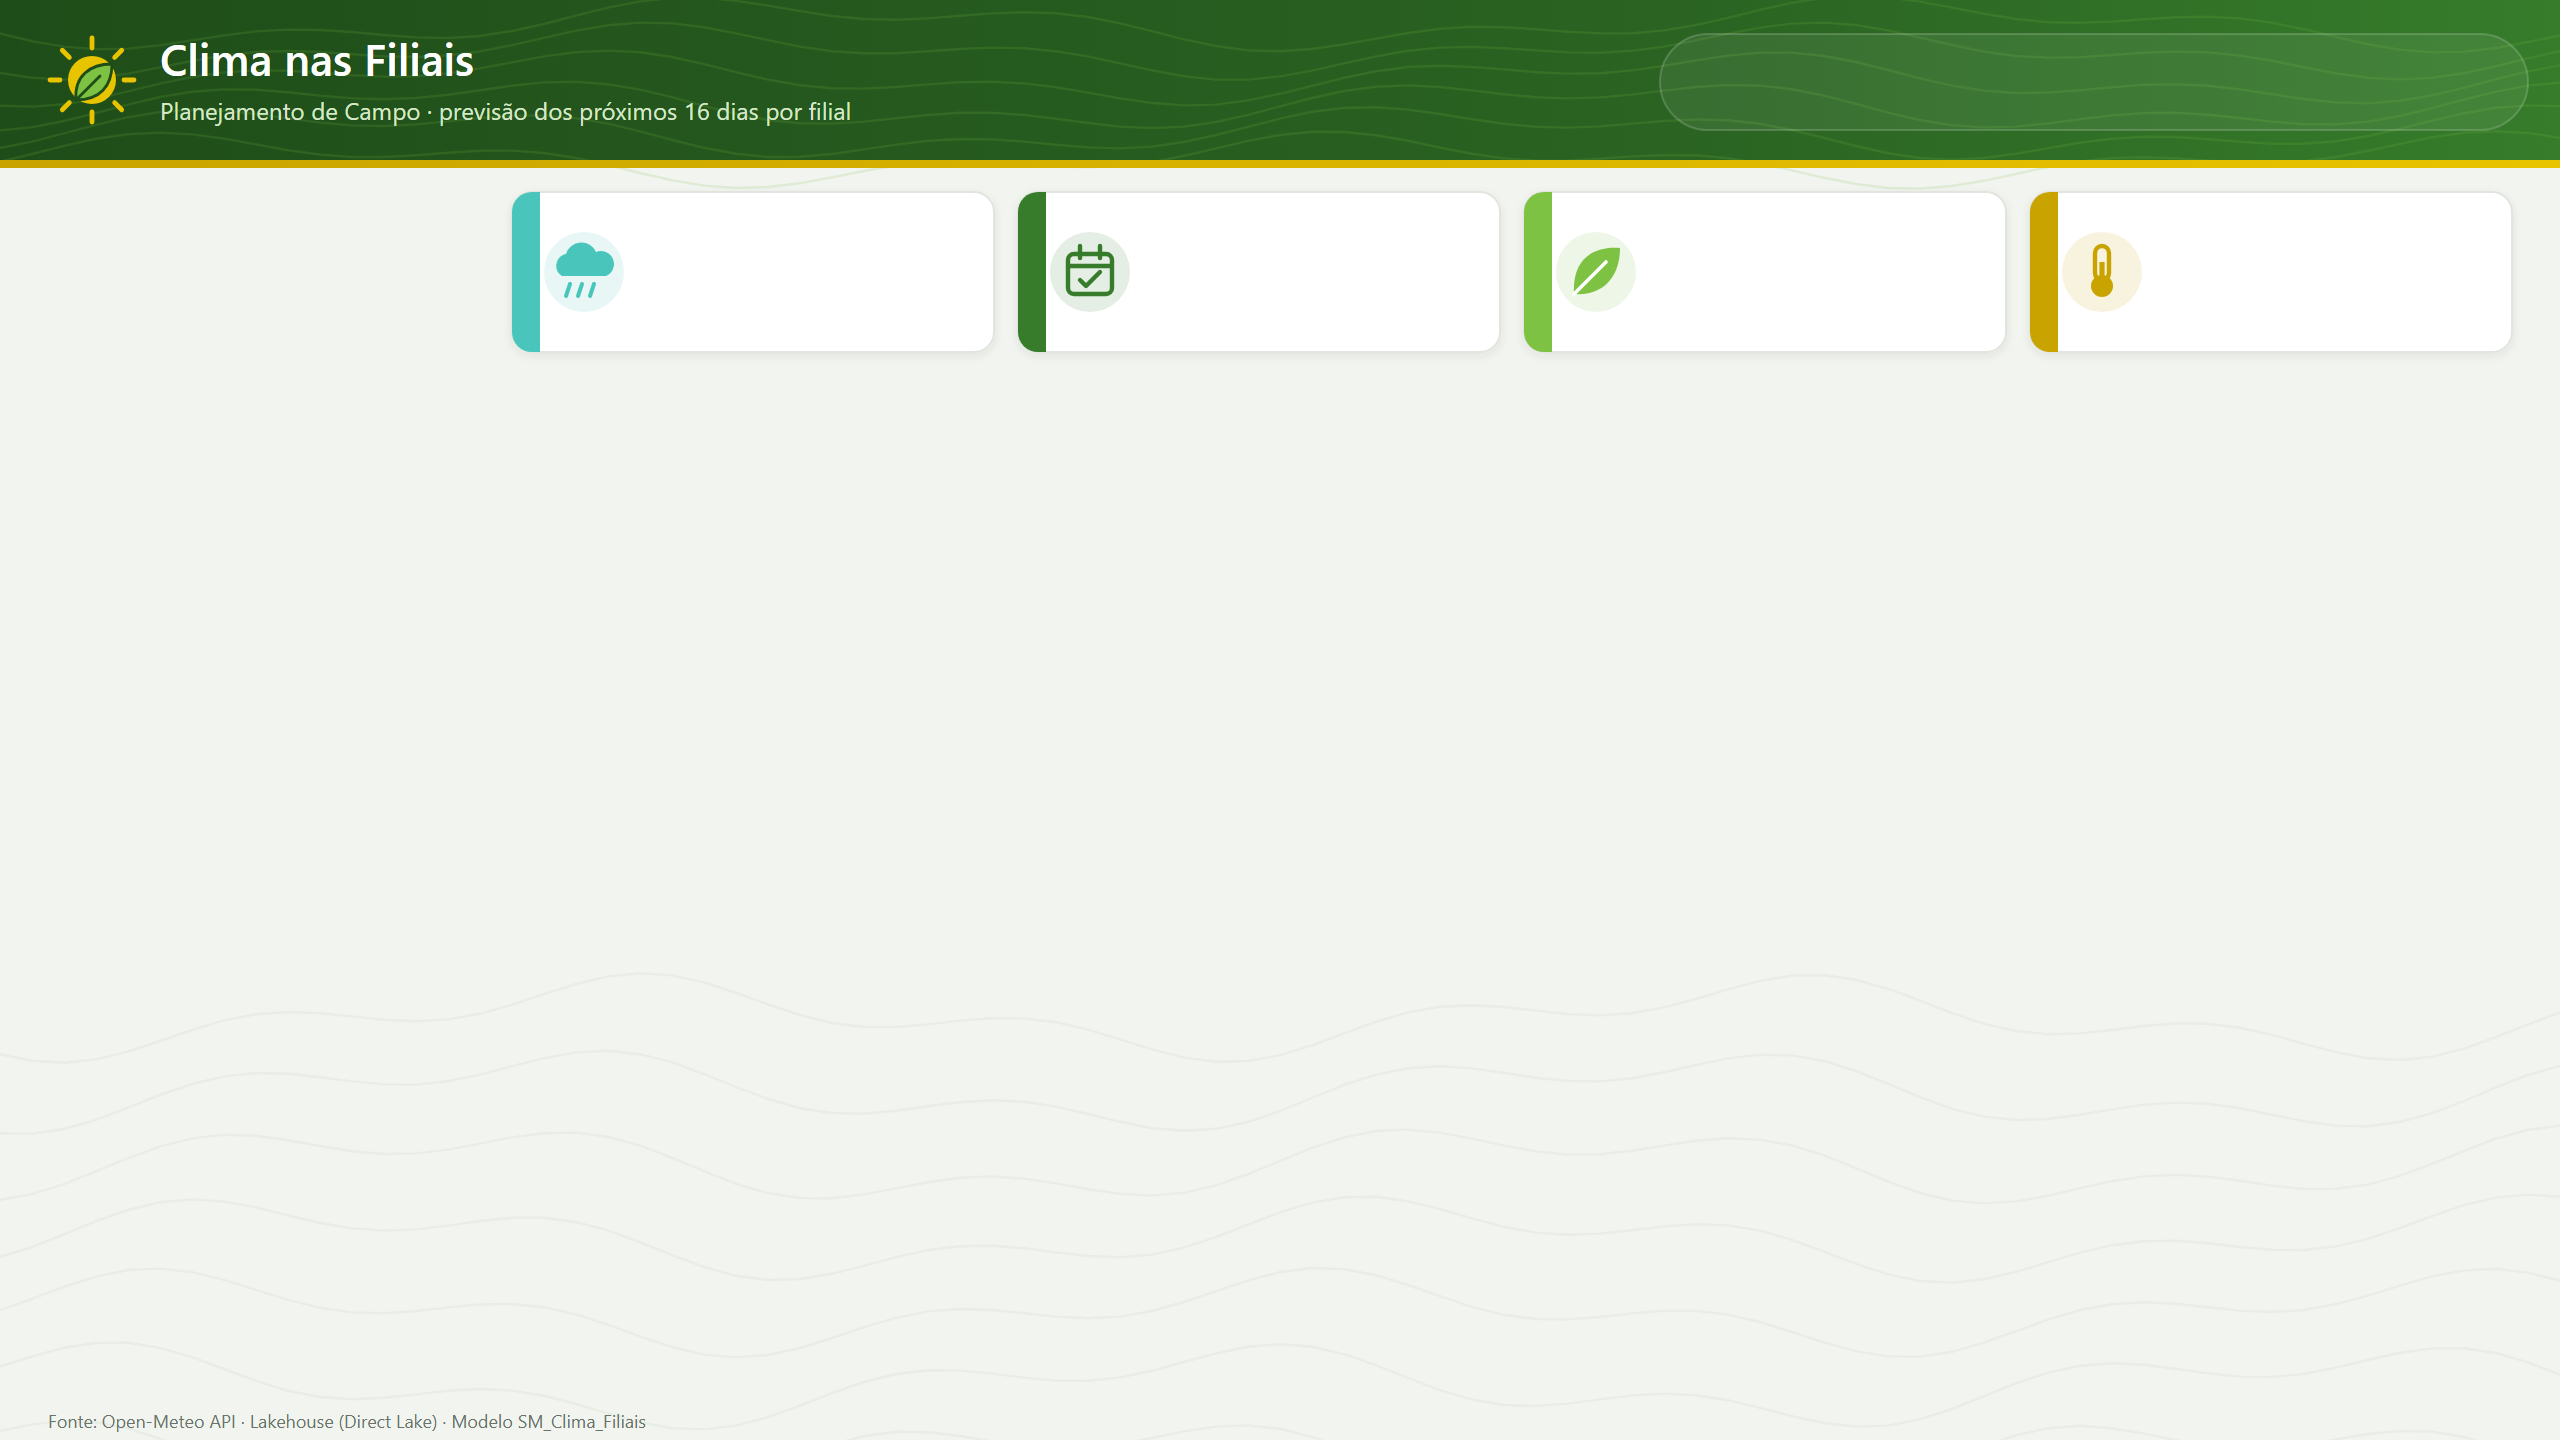 Clima nas Filiais
Planejamento de Campo · previsão dos próximos 16 dias por filial
Fonte: Open-Meteo API · Lakehouse (Direct Lake) · Modelo SM_Clima_Filiais